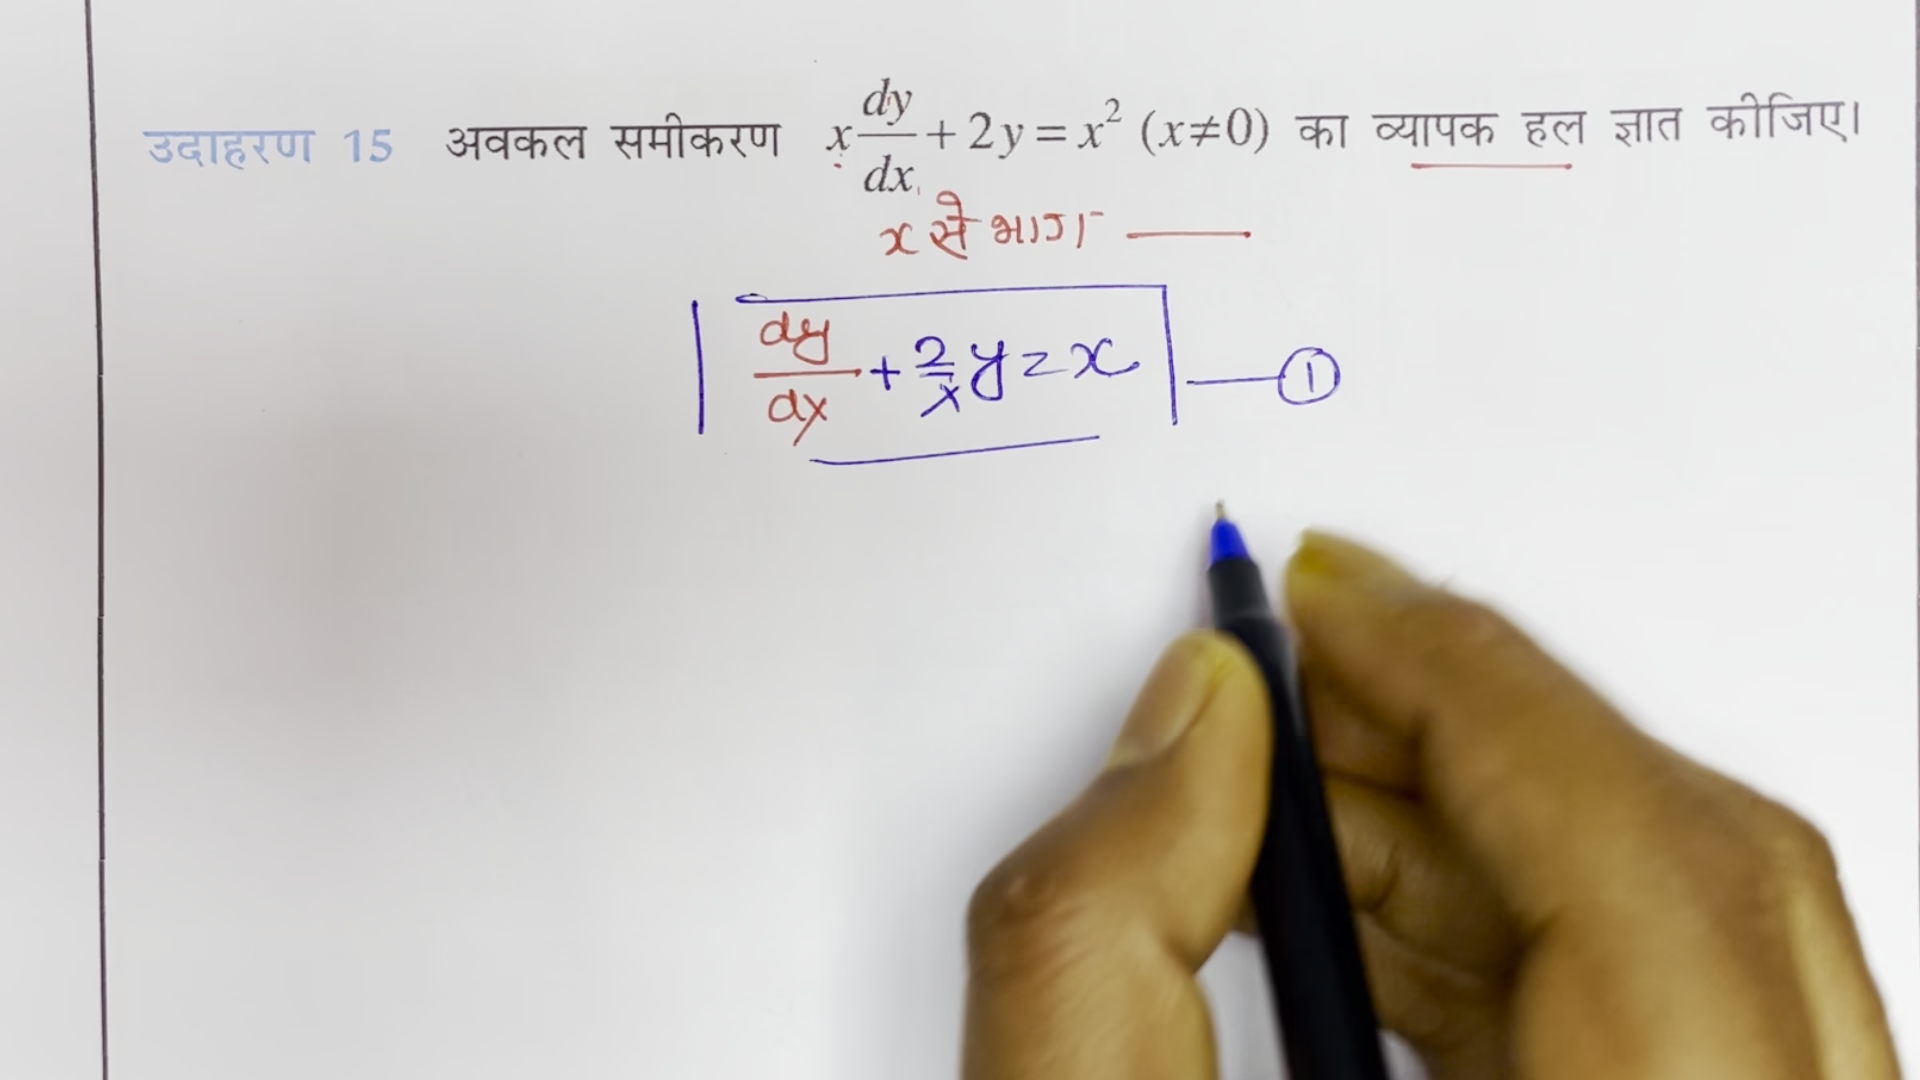 उदाहरण 15 अवकल समीकरण x dy/dx + 2y = x² (x≠0) का व्यापक हल ज्ञात कीजिए।
x से भाग
dy/dx + 2/x y = x — ①